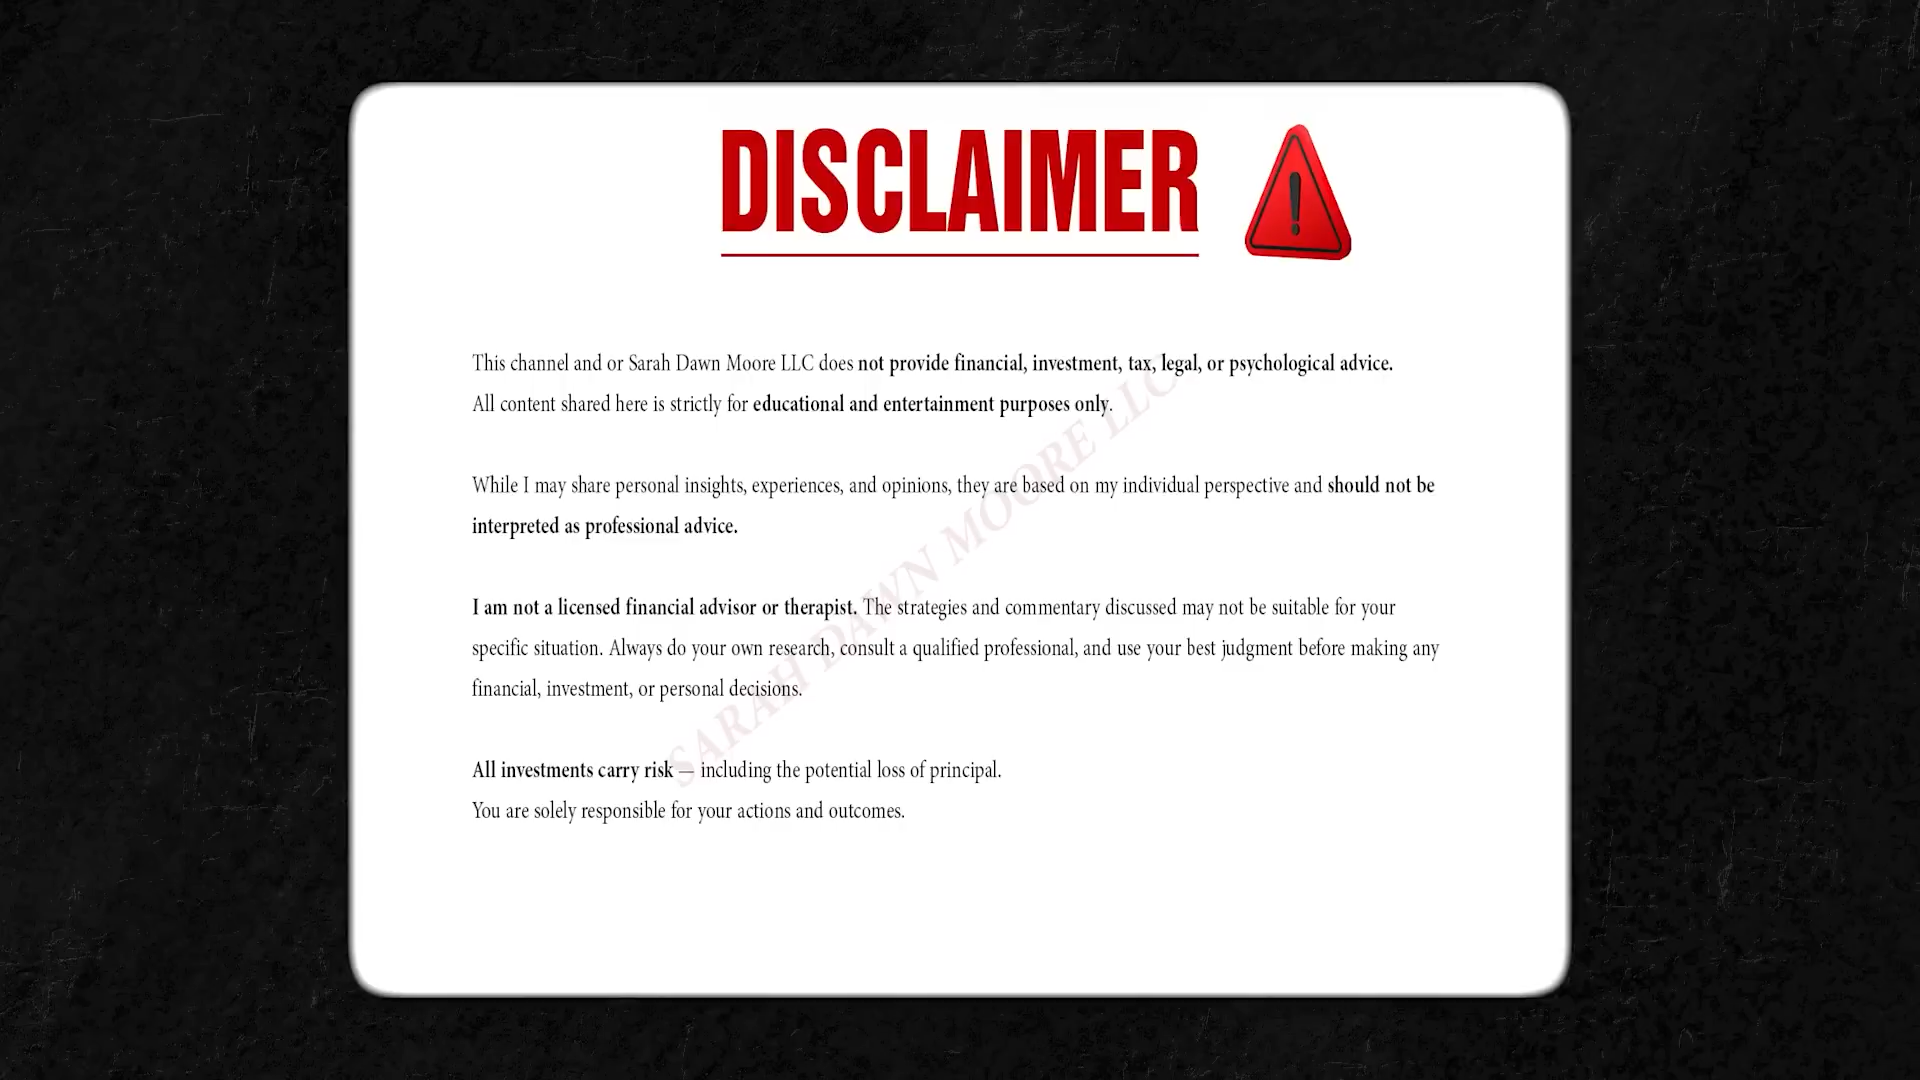 DISCLAIMER
This channel and or Sarah Dawn Moore LLC does not provide financial, investment, tax, legal, or psychological advice.
All content shared here is strictly for educational and entertainment purposes only.
While I may share personal insights, experiences, and opinions, they are based on my individual perspective and should not be
interpreted as professional advice.
I am not a licensed financial advisor or therapist. The strategies and commentary discussed may not be suitable for your
specific situation. Always do your own research, consult a qualified professional, and use your best judgment before making any
financial, investment, or personal decisions.
All investments carry risk — including the potential loss of principal.
You are solely responsible for your actions and outcomes.
SARAH DAWN MOORE LLC